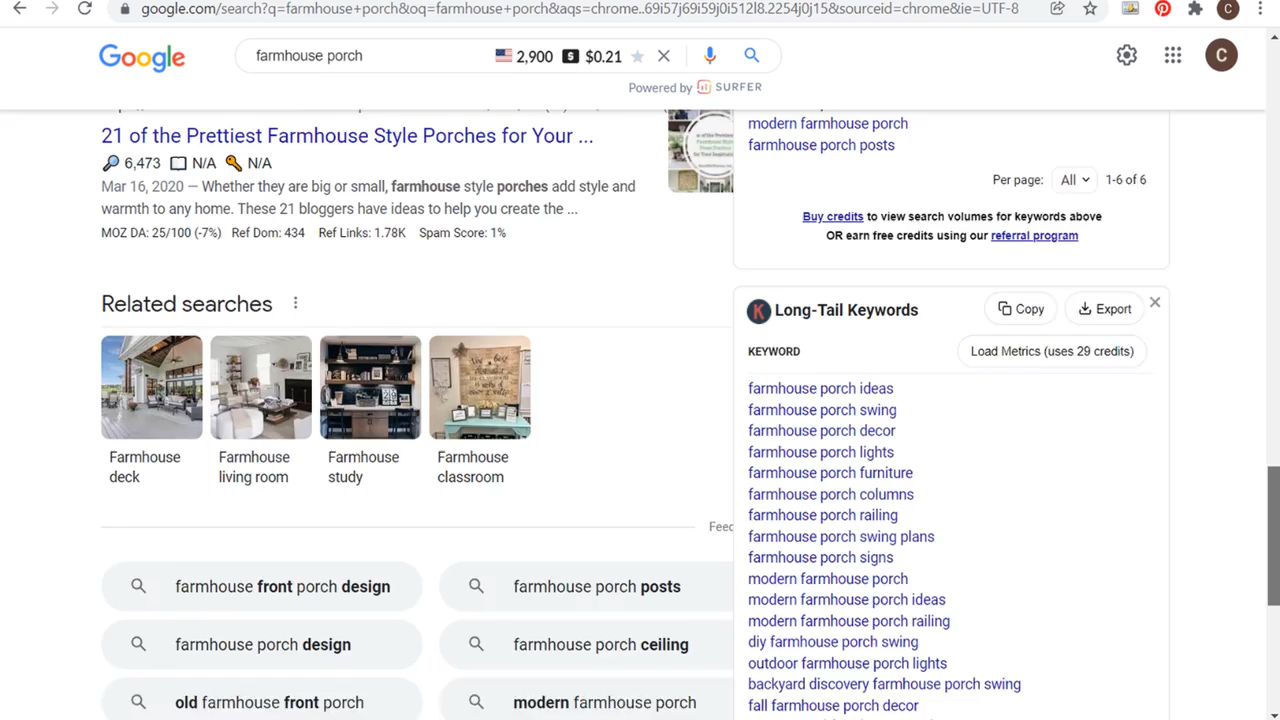 google.com/search?q=farmhouse+porch&oq=farmhouse+porch&aqs=chrome..69i57j69i59j0i512l8.2254j0j15&sourceid=chrome&ie=UTF-8
C
Google
farmhouse porch
2,900 $ $0.21
C
Powered by SURFER
21 of the Prettiest Farmhouse Style Porches for Your ...
6,473 N/A N/A
Mar 16, 2020 — Whether they are big or small, farmhouse style porches add style and
warmth to any home. These 21 bloggers have ideas to help you create the ...
MOZ DA: 25/100 (-7%) Ref Dom: 434 Ref Links: 1.78K Spam Score: 1%
Related searches
Farmhouse
deck
Farmhouse
living room
Farmhouse
study
Farmhouse
classroom
Feed
farmhouse front porch design
farmhouse porch posts
farmhouse porch design
farmhouse porch ceiling
old farmhouse front porch
modern farmhouse porch
modern farmhouse porch
farmhouse porch posts
Per page: All 1-6 of 6
Buy credits to view search volumes for keywords above
OR earn free credits using our referral program
K Long-Tail Keywords Copy Export
KEYWORD Load Metrics (uses 29 credits)
farmhouse porch ideas
farmhouse porch swing
farmhouse porch decor
farmhouse porch lights
farmhouse porch furniture
farmhouse porch columns
farmhouse porch railing
farmhouse porch swing plans
farmhouse porch signs
modern farmhouse porch
modern farmhouse porch ideas
modern farmhouse porch railing
diy farmhouse porch swing
outdoor farmhouse porch lights
backyard discovery farmhouse porch swing
fall farmhouse porch decor